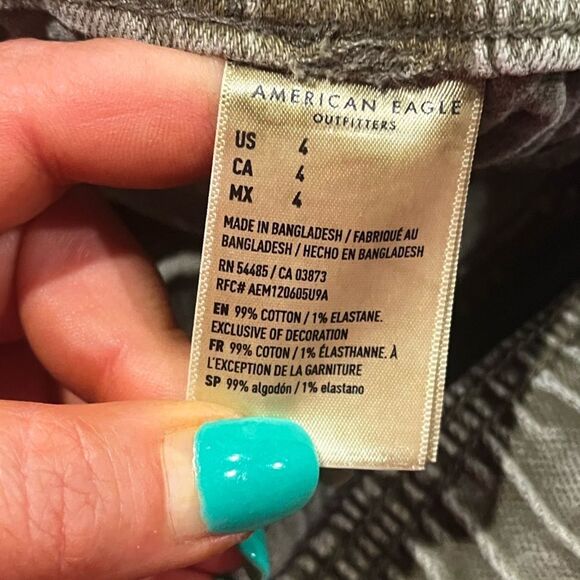 AMERICAN EAGLE
OUTFITTERS
US 4
CA 4
MX 4
MADE IN BANGLADESH / FABRIQUÉ AU
BANGLADESH / HECHO EN BANGLADESH
RN 54485 / CA 03873
RFC# AEM120605U9A
EN 99% COTTON / 1% ELASTANE.
EXCLUSIVE OF DECORATION
FR 99% COTON / 1% ÉLASTHANNE. À
L'EXCEPTION DE LA GARNITURE
SP 99% algodón / 1% elastano